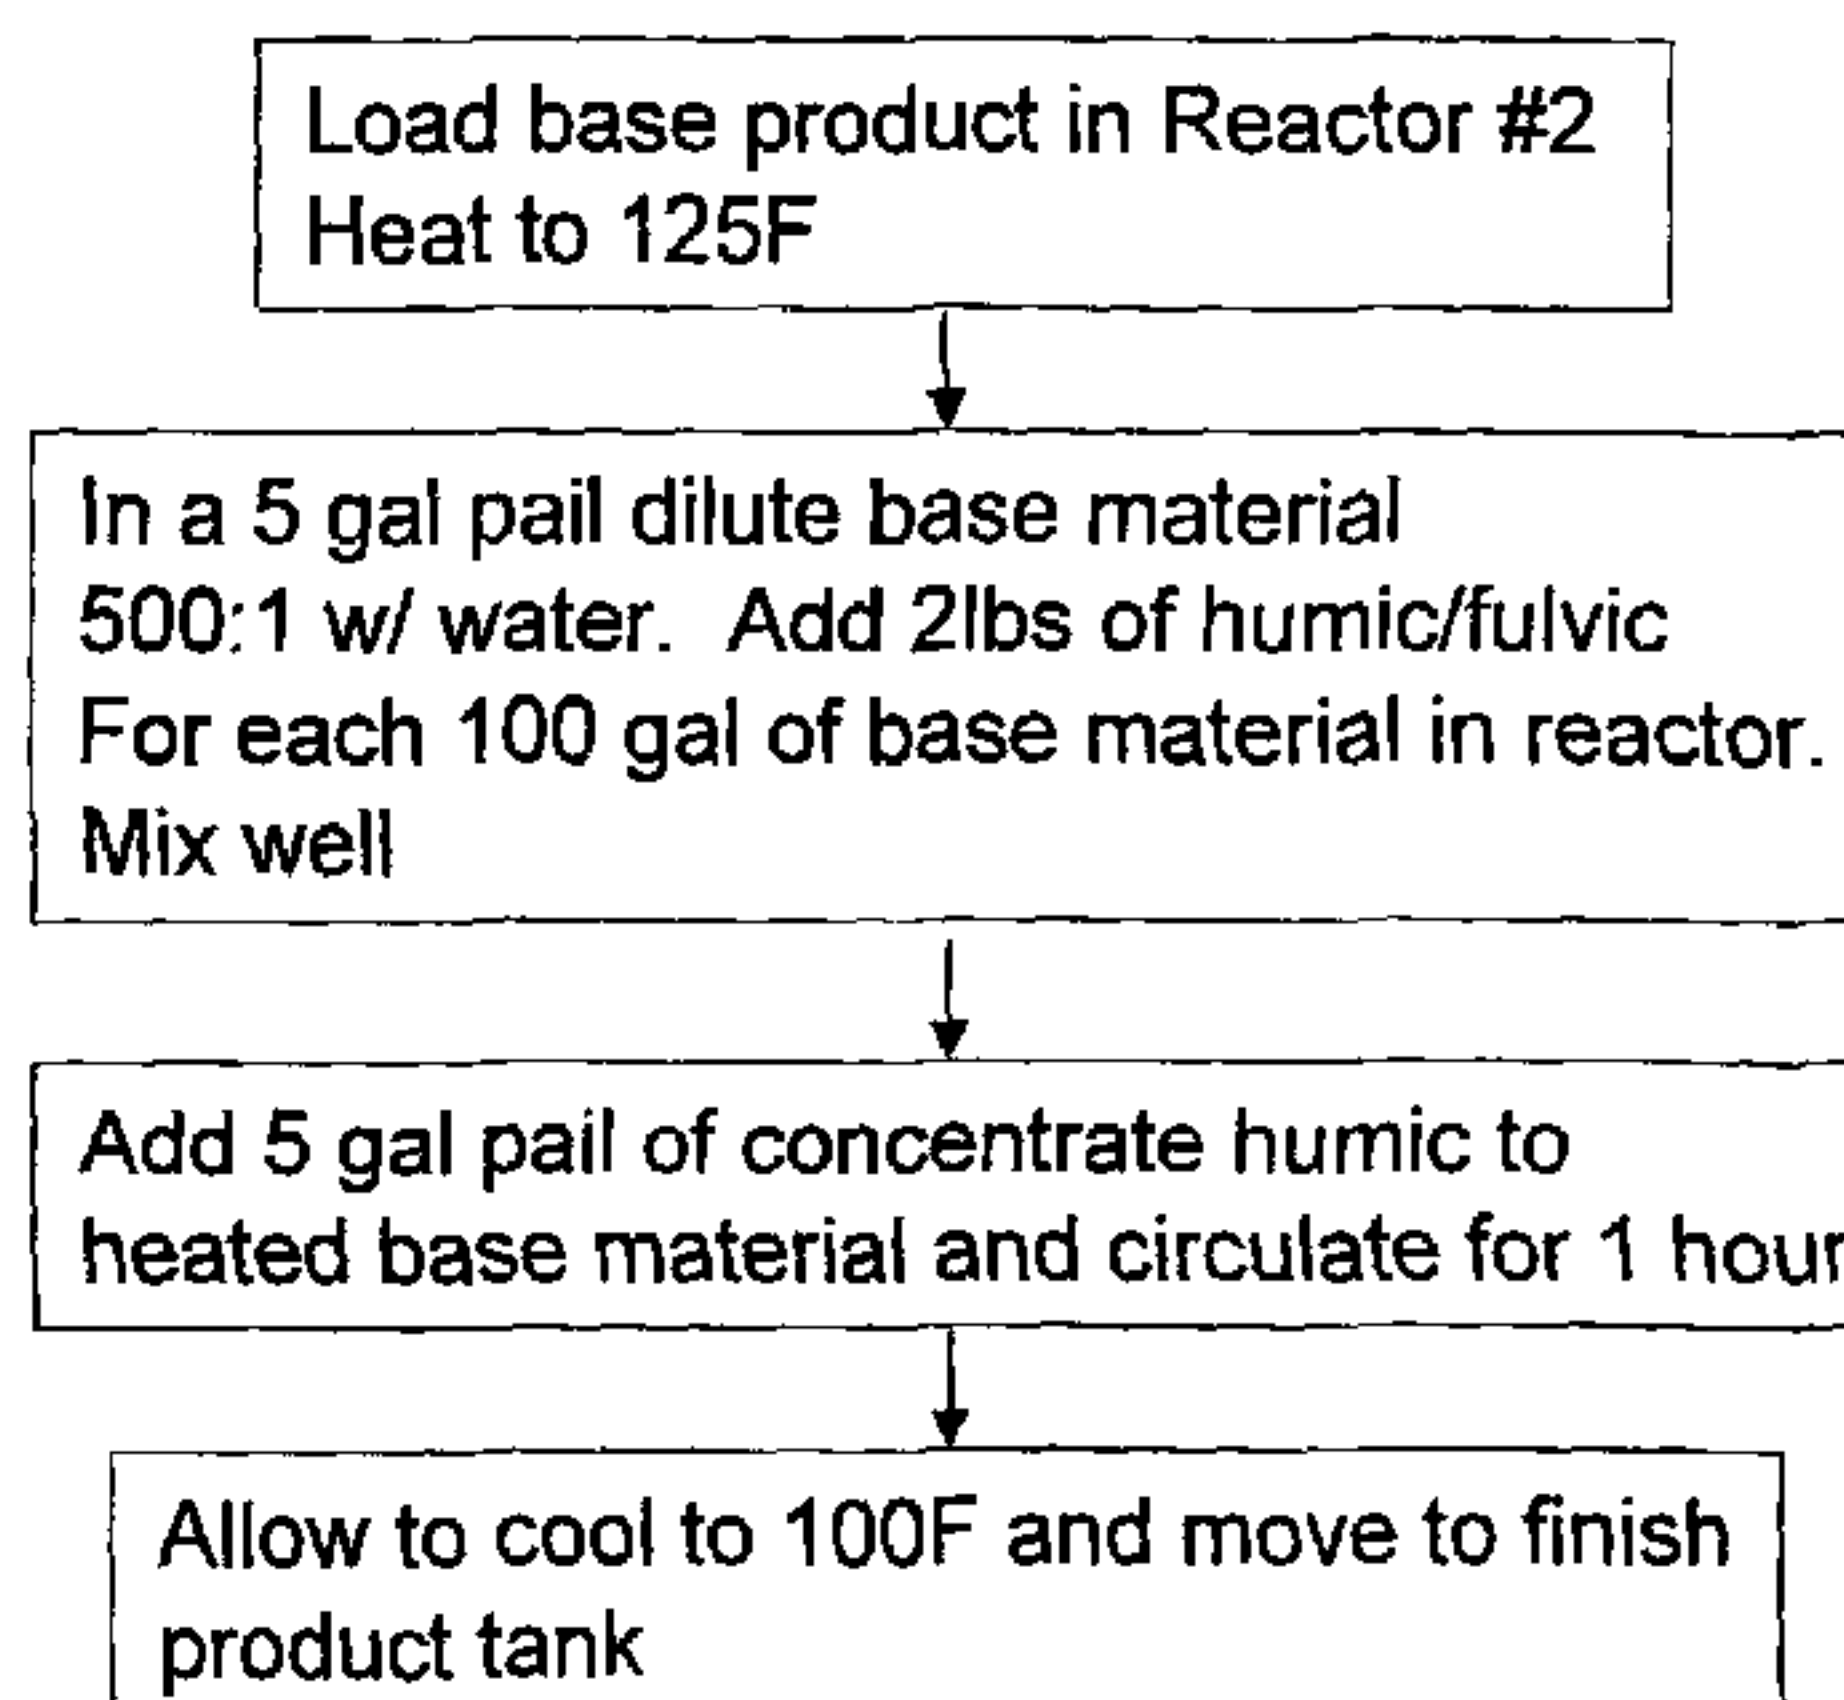 Load base product in Reactor #2
Heat to 125F
In a 5 gal pail dilute base material
500:1 w/ water. Add 2lbs of humic/fulvic
For each 100 gal of base material in reactor.
Mix well
Add 5 gal pail of concentrate humic to
heated base material and circulate for 1 hour
Allow to cool to 100F and move to finish
product tank